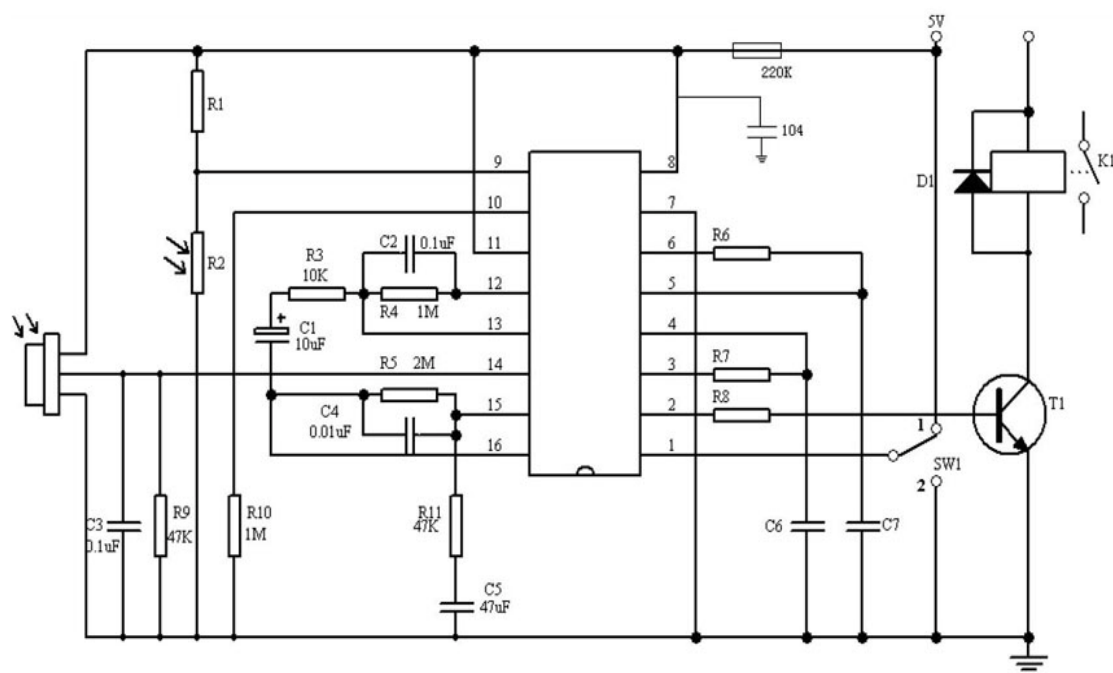 5V
220K
R1
104
9
8
10
7
D1
K1
C2
0.1uF
11
6
R6
R2
R3
10K
12
5
R4
1M
13
4
C1
10uF
+
R5
2M
14
3
R7
15
2
R8
T1
C4
0.01uF
1
16
1
SW1
2
C3
0.1uF
R9
47K
R10
1M
R11
47K
C6
C7
C5
47uF